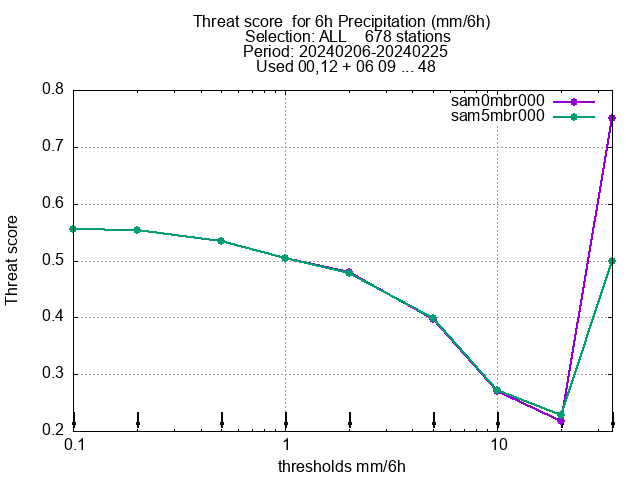 Threat score  for 6h Precipitation (mm/6h)
Selection: ALL    678 stations
Period: 20240206-20240225
Used 00,12 + 06 09 ... 48
sam0mbr000
sam5mbr000
0.8
0.7
0.6
0.5
0.4
0.3
0.2
Threat score
0.1 1 10
thresholds mm/6h